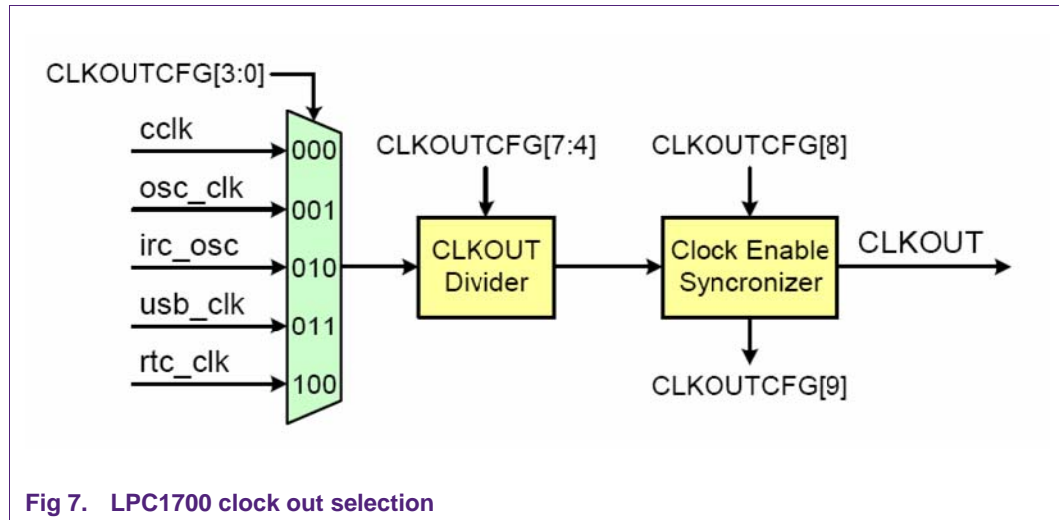 CLKOUTCFG[3:0]
cclk
000
osc_clk
001
irc_osc
010
usb_clk
011
rtc_clk
100
CLKOUTCFG[7:4]
CLKOUT
Divider
CLKOUTCFG[8]
Clock Enable
Syncronizer
CLKOUTCFG[9]
CLKOUT
Fig 7. LPC1700 clock out selection